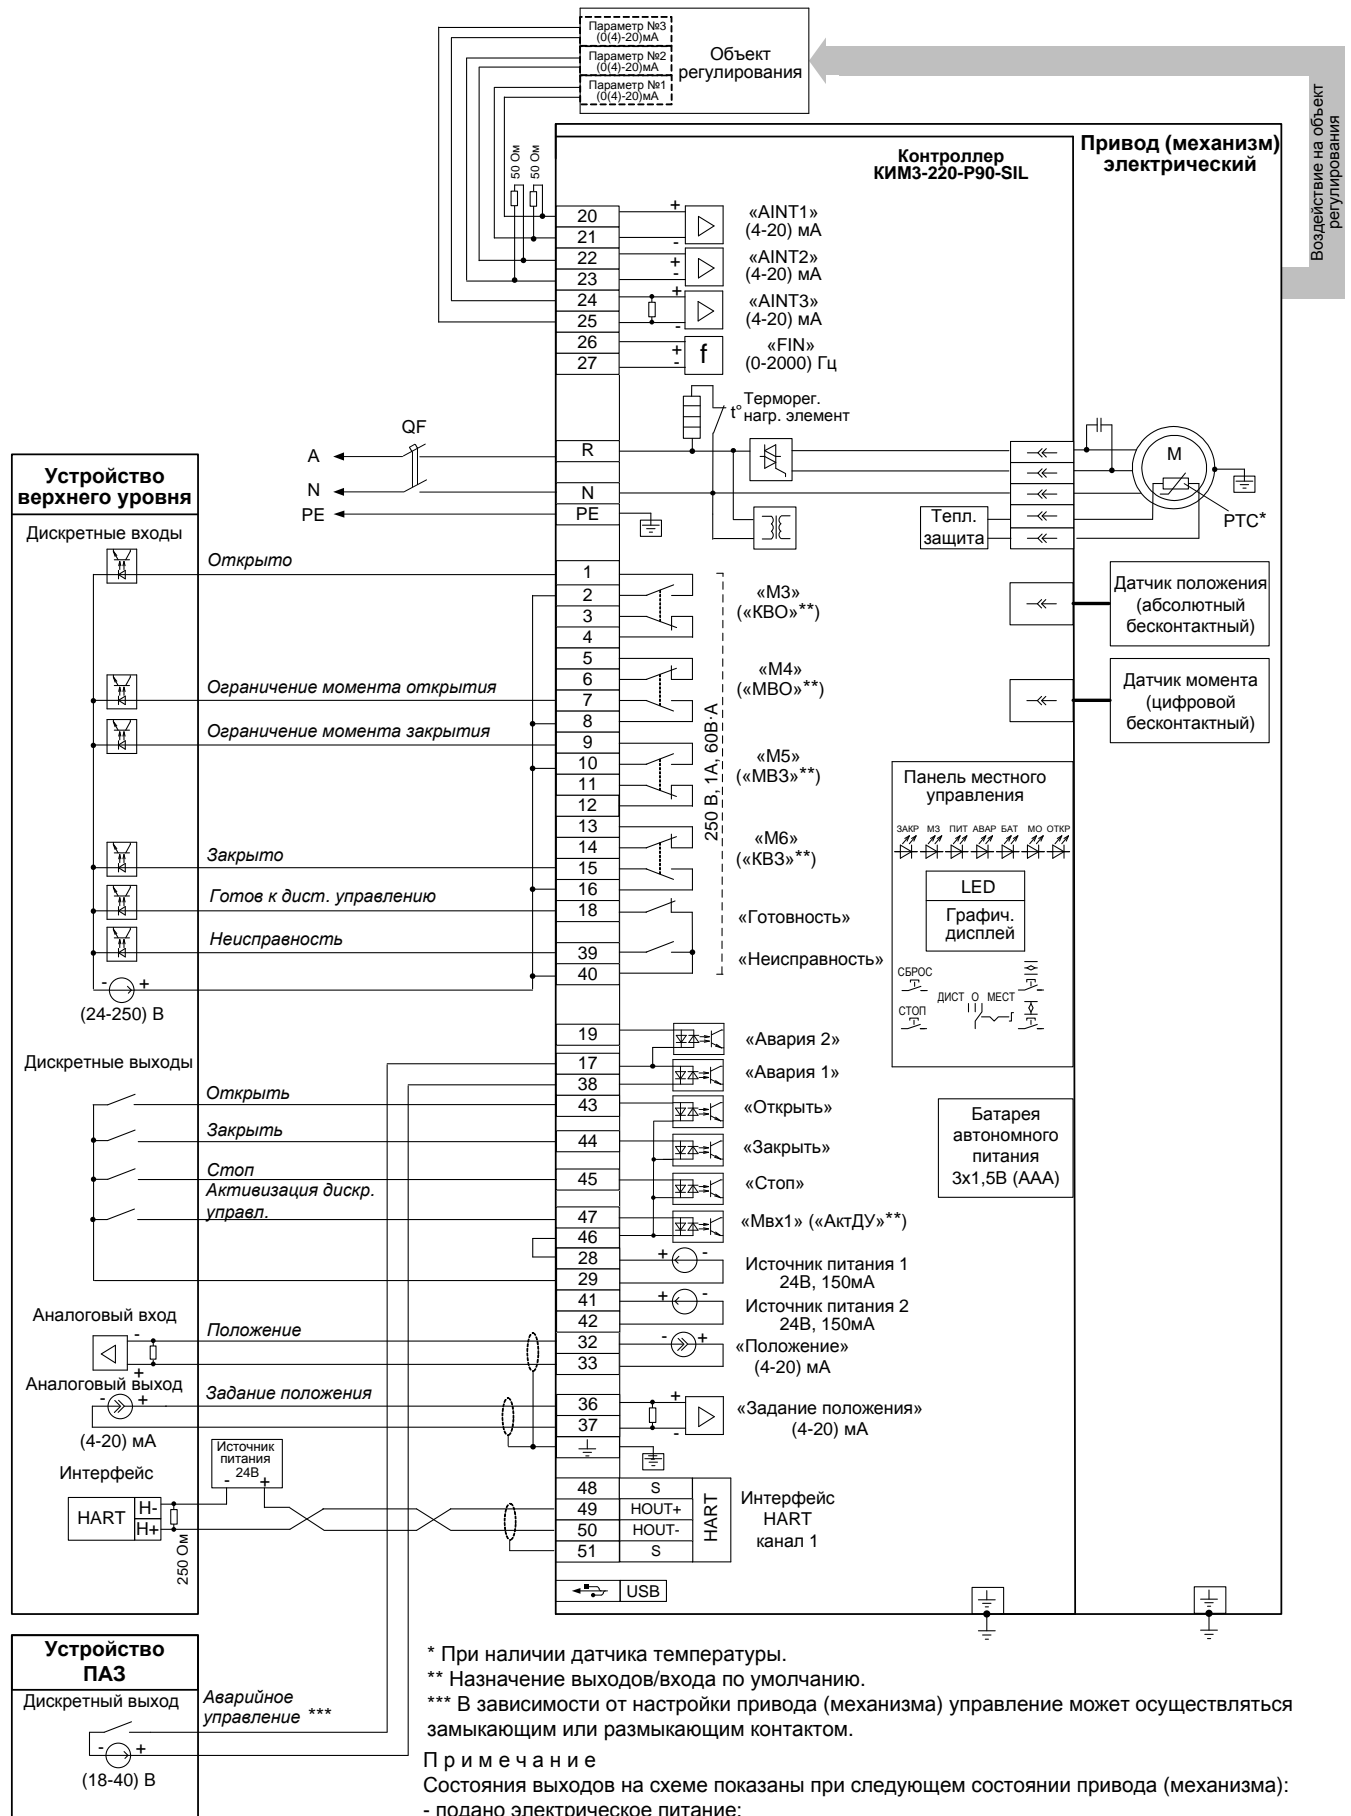 Параметр №3
(0(4)-20)мА
Параметр №2
(0(4)-20)мА
Параметр №1
(0(4)-20)мА
Объект
регулирования
Воздействие на объект
регулирования
50 Ом
50 Ом
Контроллер
КИМ3-220-Р90-SIL
Привод (механизм)
электрический
20
21
22
23
24
25
26
27
+
-
«AINT1»
(4-20) мА
+
-
«AINT2»
(4-20) мА
+
-
«AINT3»
(4-20) мА
+
-
f
«FIN»
(0-2000) Гц
t°
Терморег.
нагр. элемент
QF
A
N
PE
R
N
PE
M
PTC*
Тепл.
защита
Устройство
верхнего уровня
Дискретные входы
Открыто
Ограничение момента открытия
Ограничение момента закрытия
Закрыто
Готов к дист. управлению
Неисправность
- +
(24-250) В
1
2
3
4
5
6
7
8
9
10
11
12
13
14
15
16
18
39
40
«М3»
(«КВО»**)
«М4»
(«МВО»**)
«М5»
(«МВЗ»**)
«М6»
(«КВЗ»**)
«Готовность»
«Неисправность»
250 В, 1А, 60В·А
Датчик положения
(абсолютный
бесконтактный)
Датчик момента
(цифровой
бесконтактный)
Панель местного
управления
ЗАКР МЗ ПИТ АВАР БАТ МО ОТКР
LED
Графич.
дисплей
СБРОС
СТОП
ДИСТ О МЕСТ
Батарея
автономного
питания
3х1,5В (ААА)
Дискретные выходы
Открыть
Закрыть
Стоп
Активизация дискр.
управл.
19
17
38
43
44
45
47
46
28
29
41
42
32
33
36
37
«Авария 2»
«Авария 1»
«Открыть»
«Закрыть»
«Стоп»
«Мвх1» («АктДУ»**)
+ -
Источник питания 1
24В, 150мА
+ -
Источник питания 2
24В, 150мА
- +
«Положение»
(4-20) мА
+
-
«Задание положения»
(4-20) мА
Аналоговый вход
-
+
Положение
Аналоговый выход
- +
Задание положения
(4-20) мА
Интерфейс
HART
H-
H+
250 Ом
Источник
питания
24В
- +
48 S
49 HOUT+
50 HOUT-
51 S
HART
Интерфейс
HART
канал 1
USB
Устройство
ПАЗ
Дискретный выход
Аварийное
управление ***
- +
(18-40) В
* При наличии датчика температуры.
** Назначение выходов/входа по умолчанию.
*** В зависимости от настройки привода (механизма) управление может осуществляться
замыкающим или размыкающим контактом.
Примечание
Состояния выходов на схеме показаны при следующем состоянии привода (механизма):
- подано электрическое питание;